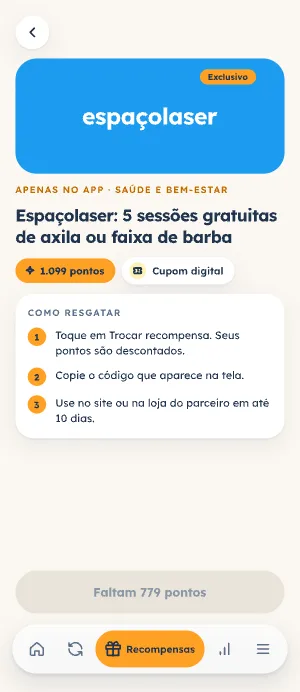 Exclusivo
espaçolaser
APENAS NO APP · SAÚDE E BEM-ESTAR
Espaçolaser: 5 sessões gratuitas
de axila ou faixa de barba
1.099 pontos
Cupom digital
COMO RESGATAR
1 Toque em Trocar recompensa. Seus
pontos são descontados.
2 Copie o código que aparece na tela.
3 Use no site ou na loja do parceiro em até
10 dias.
Faltam 779 pontos
Recompensas